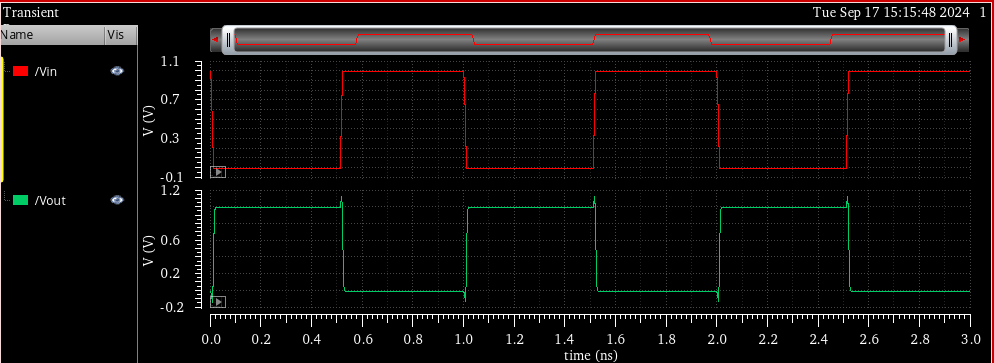 Transient Tue Sep 17 15:15:48 2024 1
Name Vis
/Vin
1.1
0.7
0.3
-0.1
V (V)
/Vout
1.2
0.6
0.2
-0.2
V (V)
0.0 0.2 0.4 0.6 0.8 1.0 1.2 1.4 1.6 1.8 2.0 2.2 2.4 2.6 2.8 3.0
time (ns)